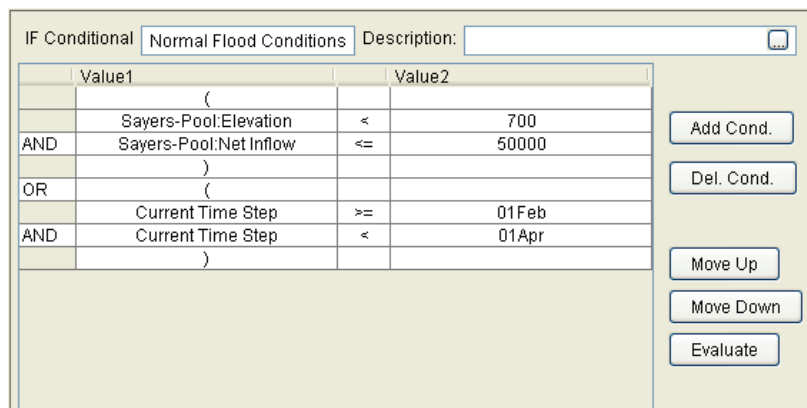 IF Conditional Normal Flood Conditions Description: ...
Value1 Value2
(
Sayers-Pool:Elevation < 700
Add Cond.
AND Sayers-Pool:Net Inflow <= 50000
)
Del. Cond.
OR (
Current Time Step >= 01Feb
AND Current Time Step < 01Apr
)
Move Up
Move Down
Evaluate